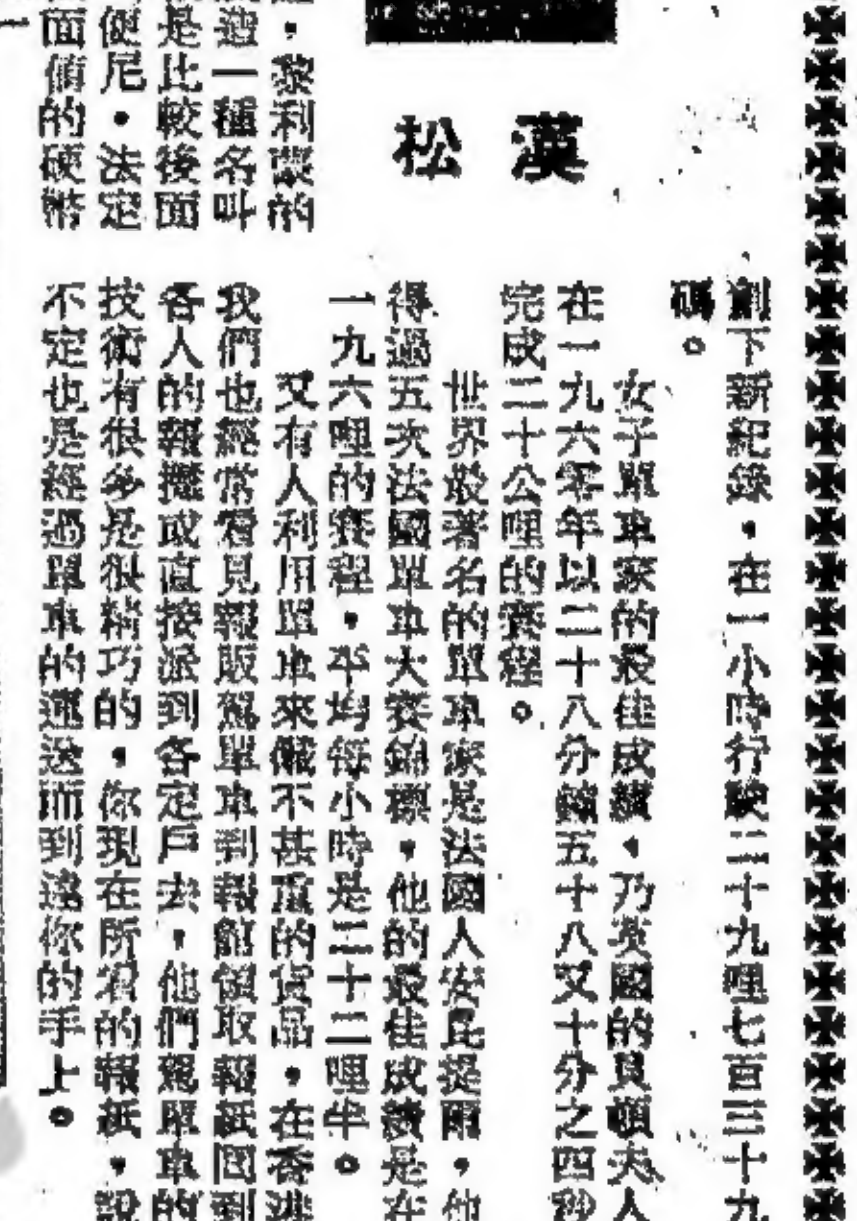 漢松
創下新紀錄，在一小時行駛二十九哩七百三十九
碼。
女子單車家的最佳成績，乃英國的貝頓夫人
在一九六零年以二十八分鐘五十八又十分之四秒
完成二十公哩的賽程。
世界最著名的單車家是法國人安昆提爾，他
得過五次法國單車大賽錦標，他的最佳成績是在
一九六哩的賽程，平均每小時是二十二哩半。
又有人利用單車來儎不甚重的貨品，在香港
我們也經常看見報販駕單車到報館領取報紙回到
各人的報攤或直接派到各定戶去，他們駕單車的
技術有很多是很精巧的，你現在所看的報紙，說
不定也是經過單車的運送而到達你的手上。
黎利蒙的
一種名叫
是比較後面
便尼。法定
面值的硬幣